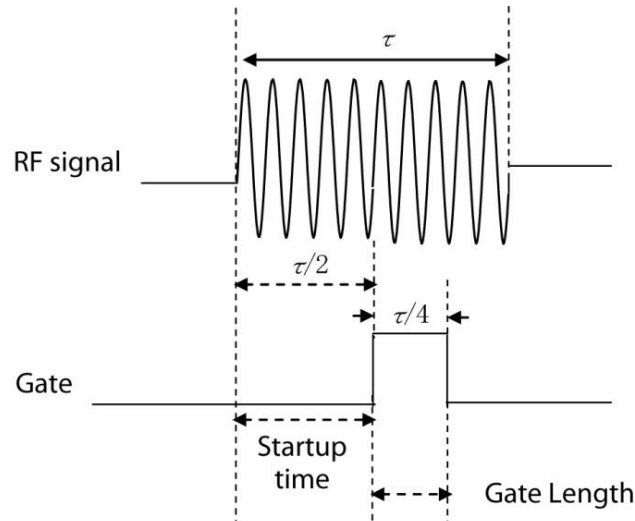 τ
RF signal
τ/2
τ/4
Gate
Startup
time
Gate Length